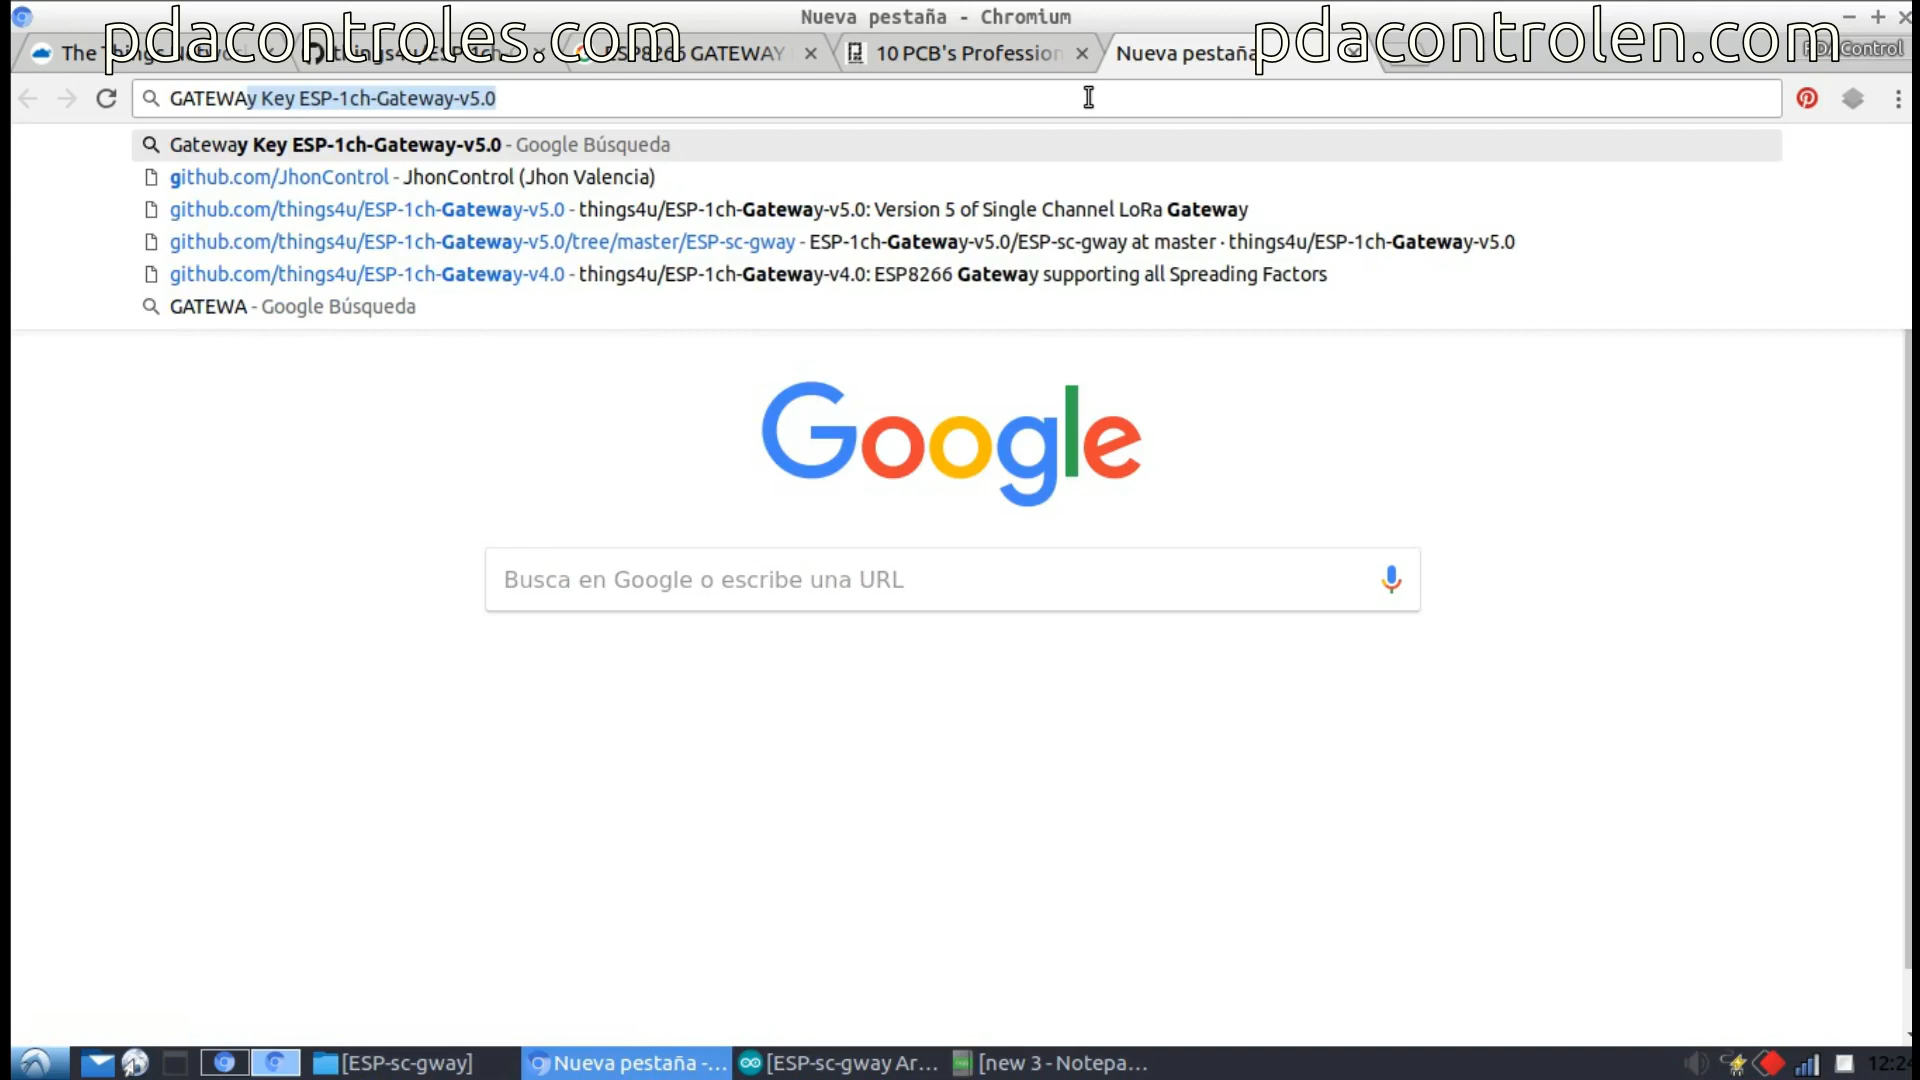 Nueva pestaña - Chromium
pdacontroles.com
pdacontrolen.com
ESP8266 GATEWAY
10 PCB's Profession
Nueva pestaña
GATEWAy Key ESP-1ch-Gateway-v5.0
Gateway Key ESP-1ch-Gateway-v5.0 - Google Búsqueda
github.com/JhonControl - JhonControl (Jhon Valencia)
github.com/things4u/ESP-1ch-Gateway-v5.0 - things4u/ESP-1ch-Gateway-v5.0: Version 5 of Single Channel LoRa Gateway
github.com/things4u/ESP-1ch-Gateway-v5.0/tree/master/ESP-sc-gway - ESP-1ch-Gateway-v5.0/ESP-sc-gway at master · things4u/ESP-1ch-Gateway-v5.0
github.com/things4u/ESP-1ch-Gateway-v4.0 - things4u/ESP-1ch-Gateway-v4.0: ESP8266 Gateway supporting all Spreading Factors
GATEWA - Google Búsqueda
Google
Busca en Google o escribe una URL
[ESP-sc-gway]
Nueva pestaña -...
[ESP-sc-gway Ar...
[new 3 - Notepa...